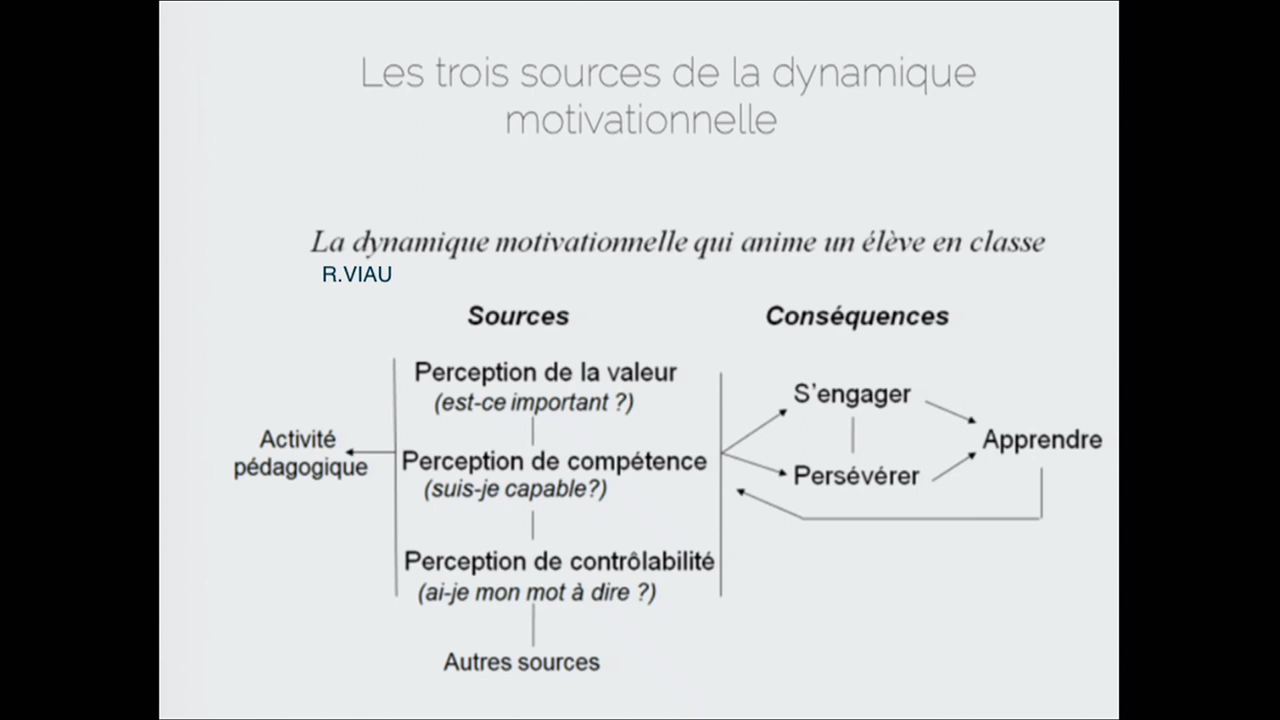 Les trois sources de la dynamique
motivationnelle
La dynamique motivationnelle qui anime un élève en classe
R.VIAU
Sources
Conséquences
Perception de la valeur
(est-ce important ?)
S'engager
Activité
pédagogique
Perception de compétence
(suis-je capable?)
Apprendre
Persévérer
Perception de contrôlabilité
(ai-je mon mot à dire ?)
Autres sources